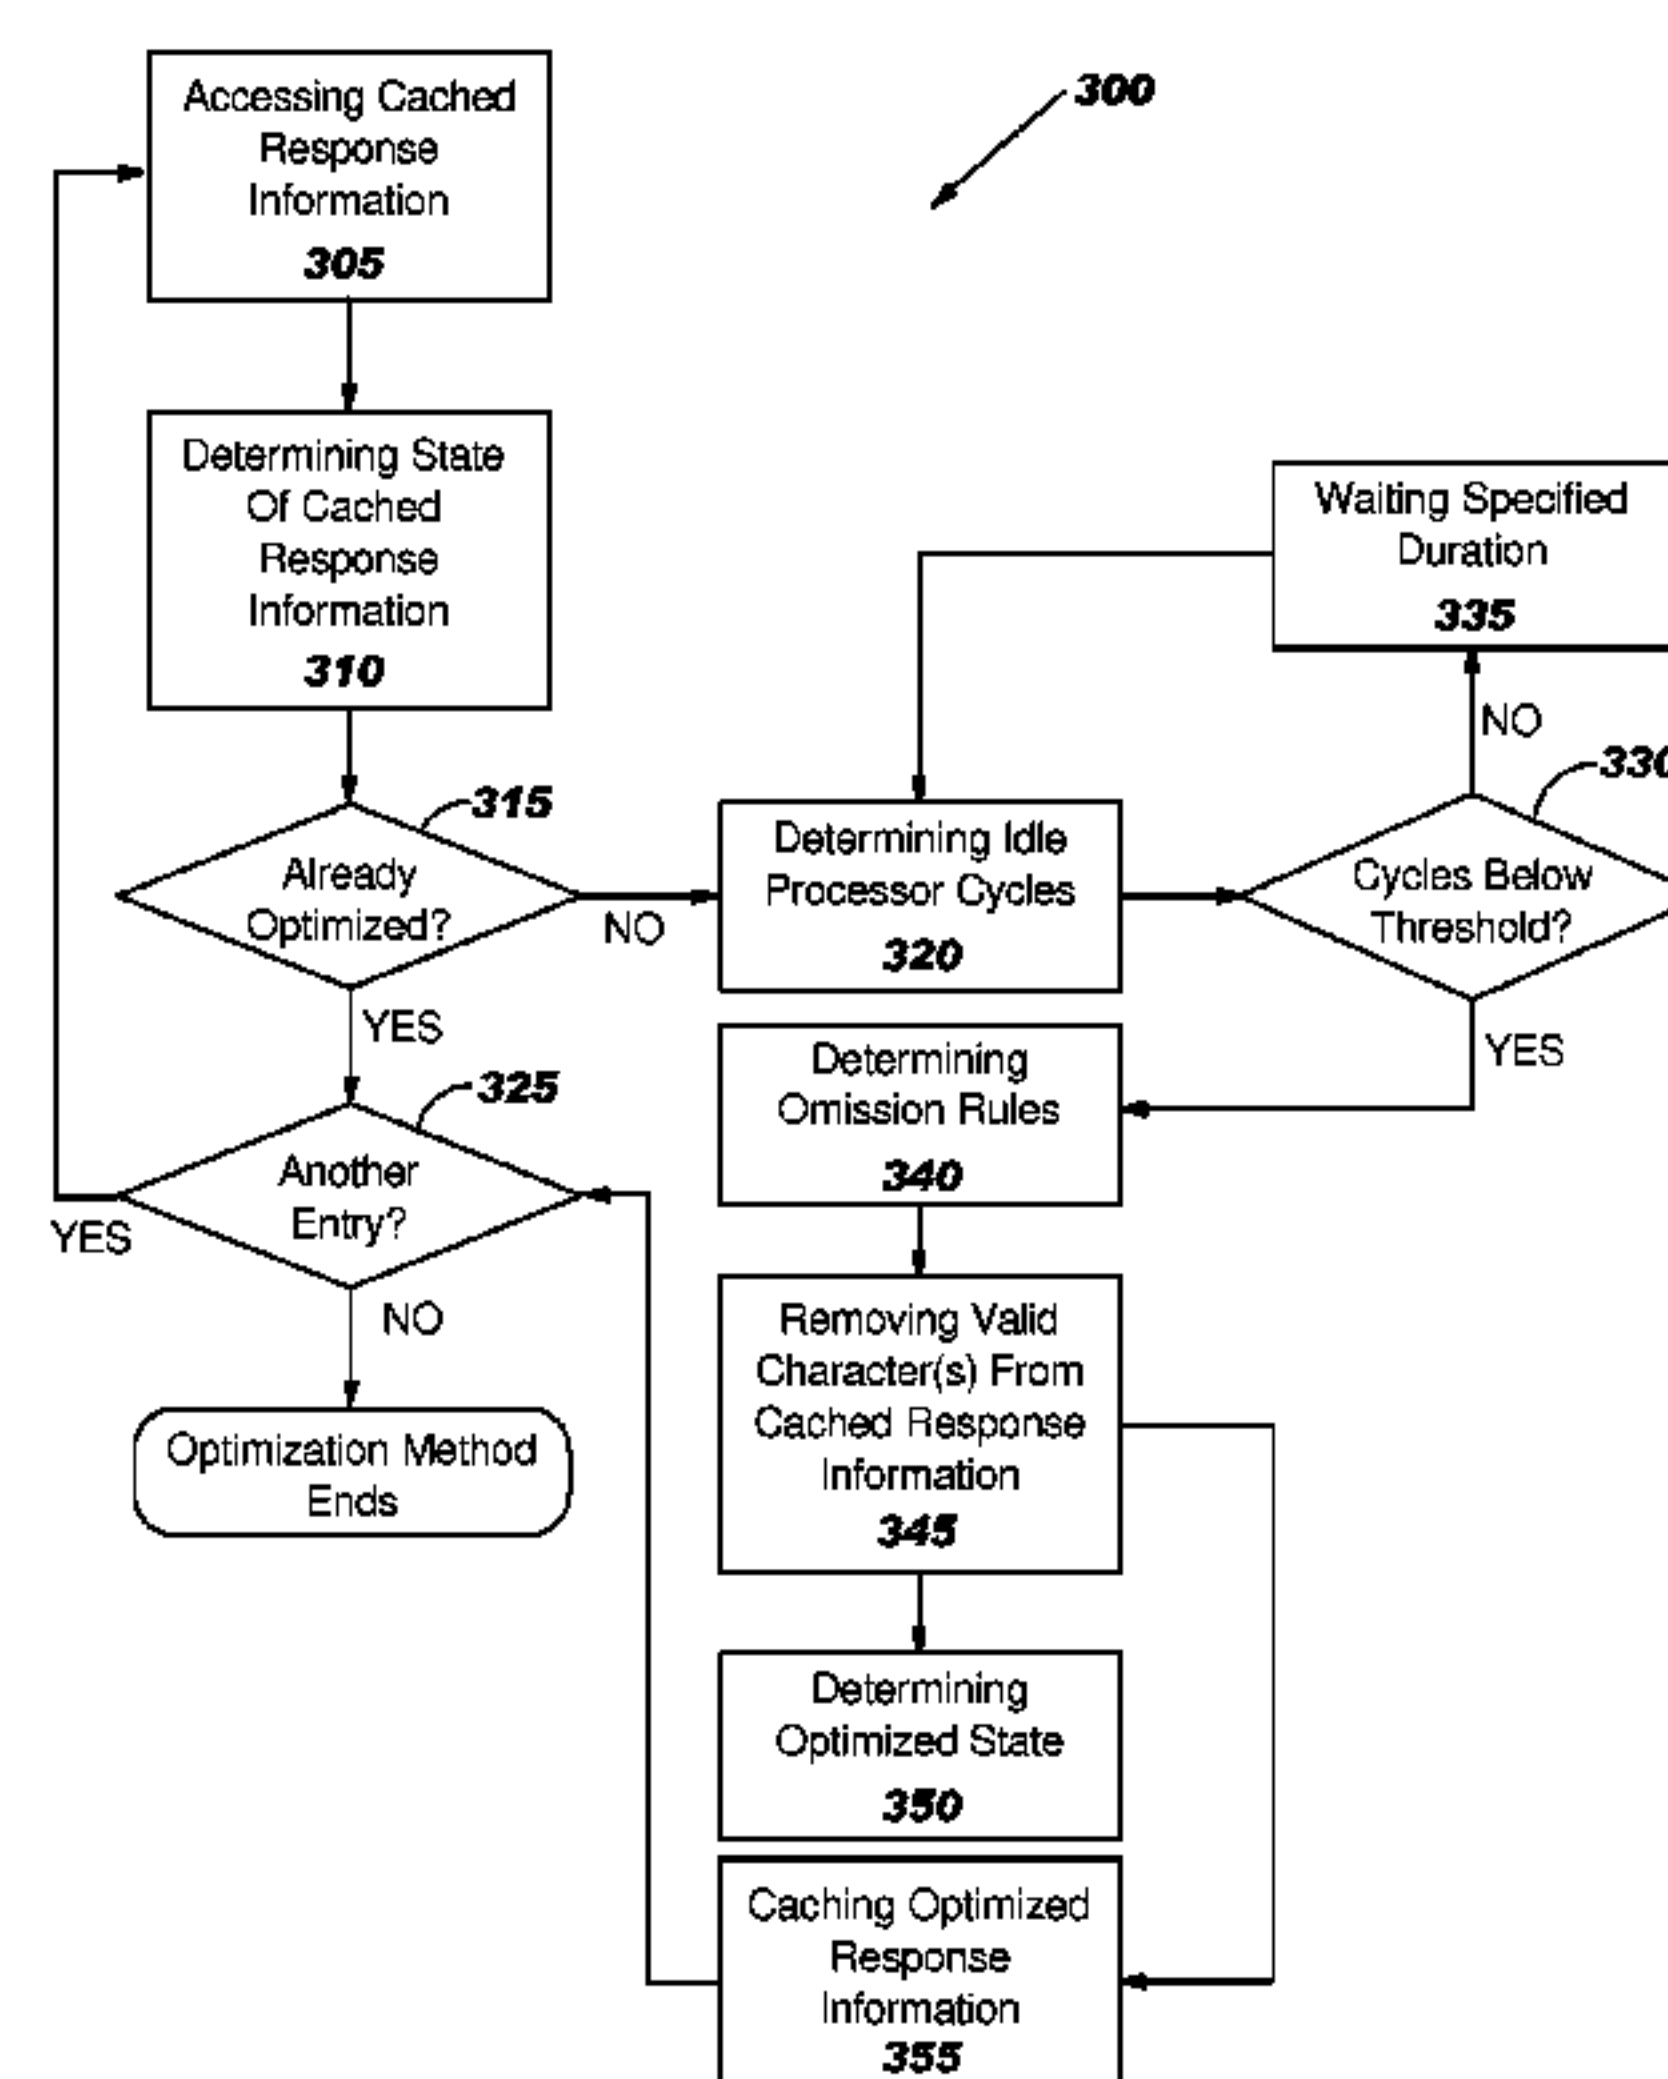 Accessing Cached
Response
Information
305
300
Determining State
Of Cached
Response
Information
310
Waiting Specified
Duration
335
NO
330
315
Already
Optimized?
NO
Determining Idle
Processor Cycles
320
Cycles Below
Threshold?
YES
YES
325
Another
Entry?
YES
NO
Optimization Method
Ends
Determining
Omission Rules
340
Removing Valid
Character(s) From
Cached Response
Information
345
Determining
Optimized State
350
Caching Optimized
Response
Information
355